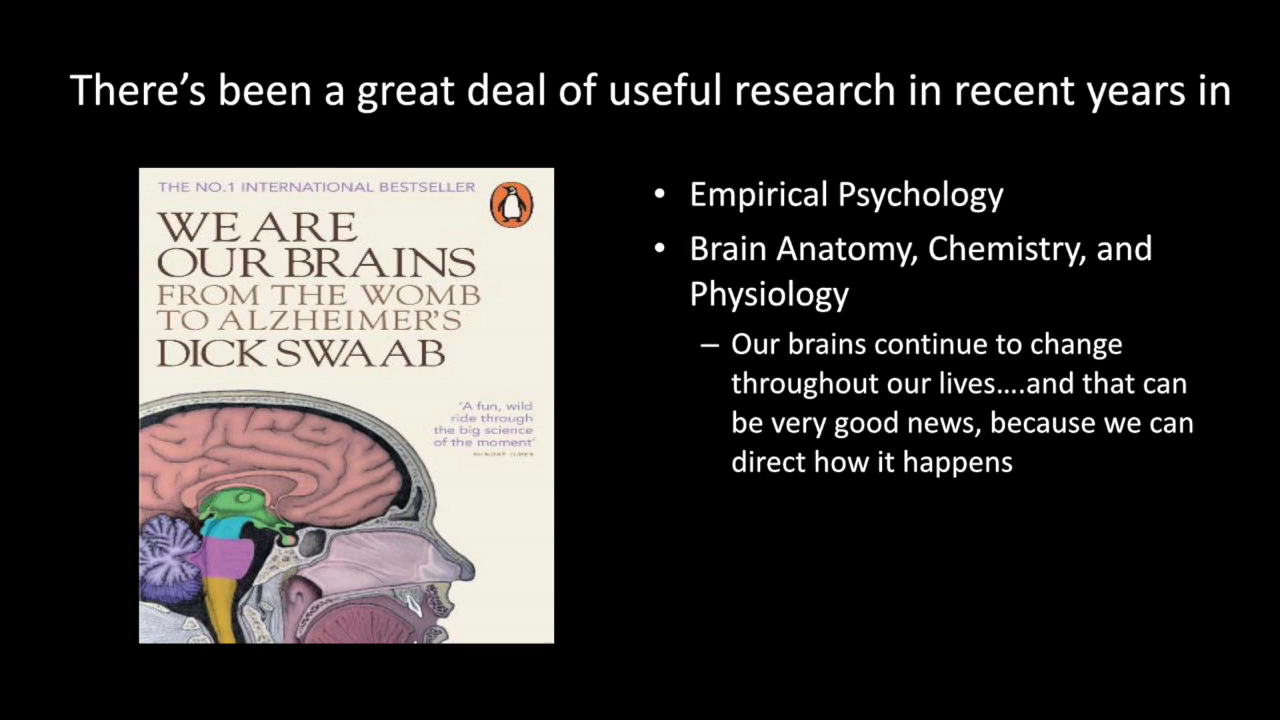 There’s been a great deal of useful research in recent years in
THE NO.1 INTERNATIONAL BESTSELLER
WE ARE
OUR BRAINS
FROM THE WOMB
TO ALZHEIMER'S
DICK SWAAB
'A fun, wild
ride through
the big science
of the moment'
SUNDAY TIMES
• Empirical Psychology
• Brain Anatomy, Chemistry, and
Physiology
– Our brains continue to change
throughout our lives….and that can
be very good news, because we can
direct how it happens